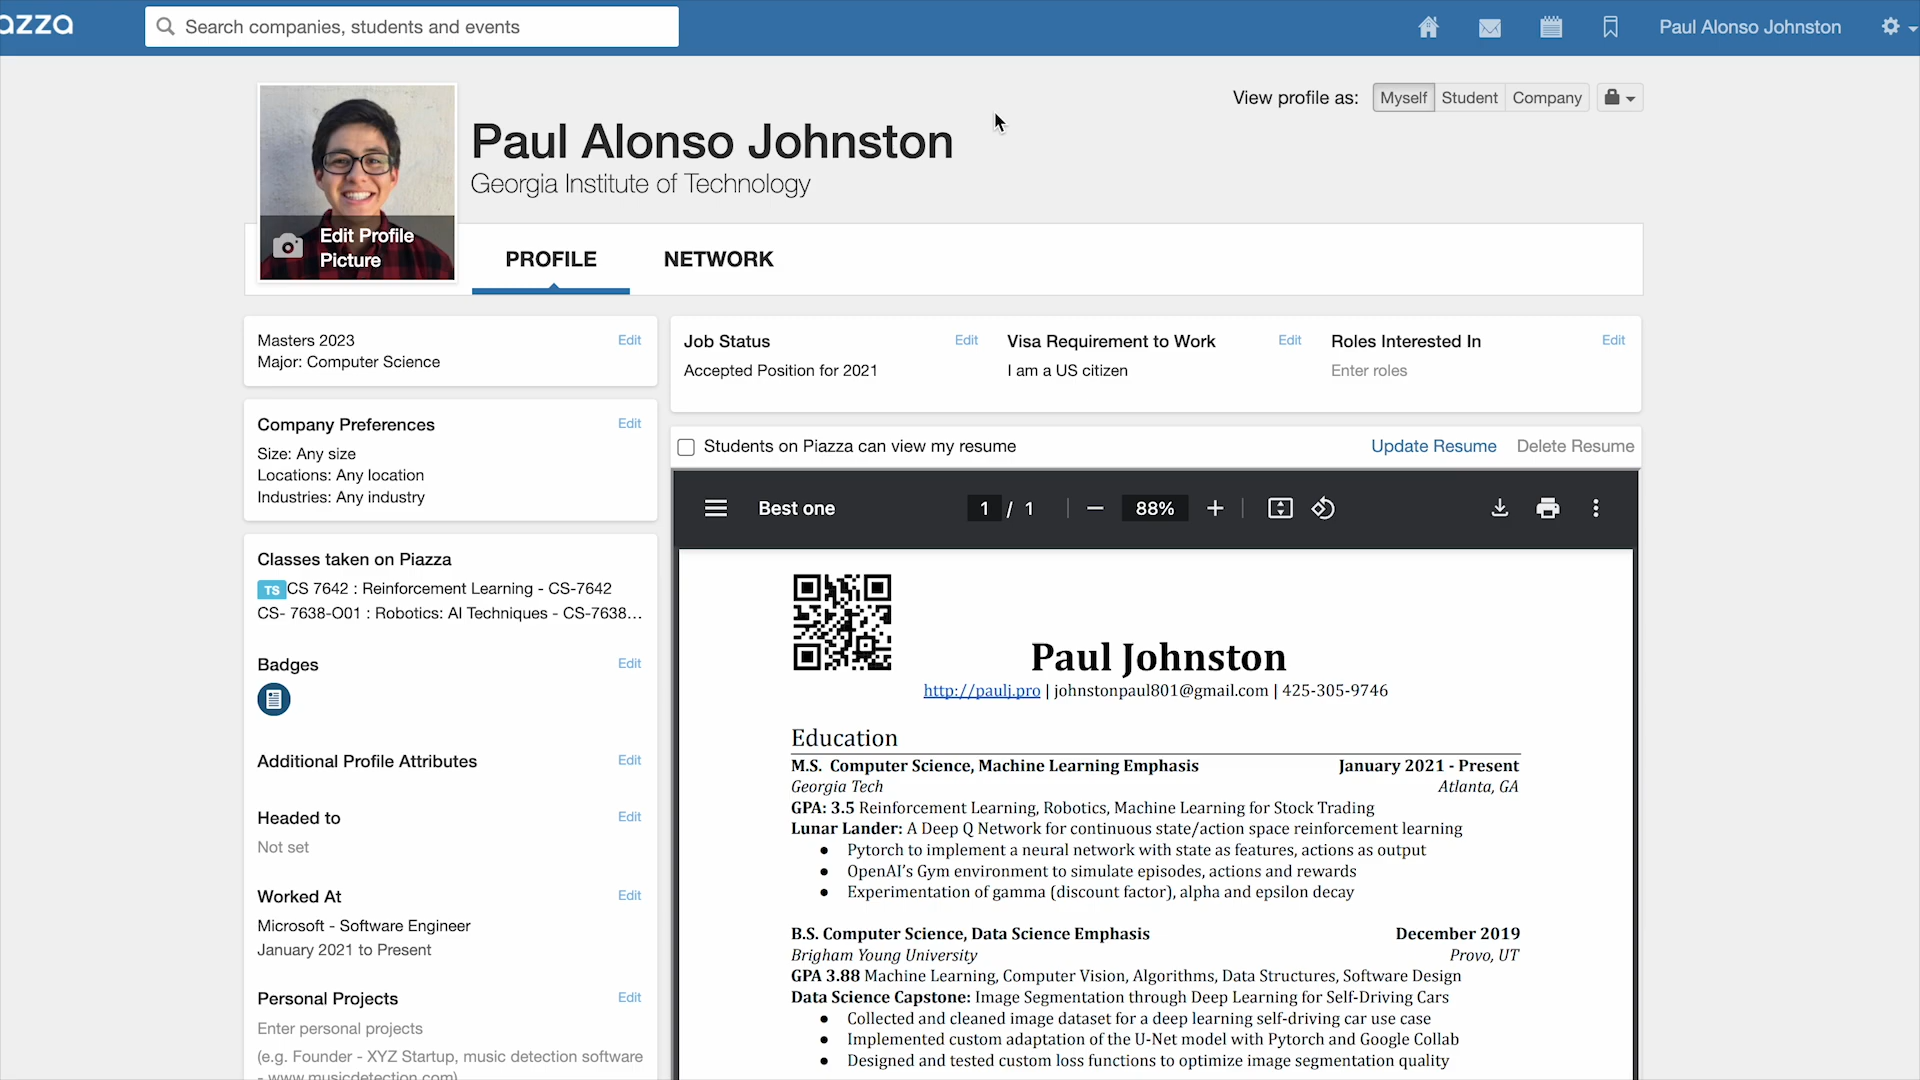 azza
Search companies, students and events
Paul Alonso Johnston
View profile as:
Myself
Student
Company
Paul Alonso Johnston
Georgia Institute of Technology
Edit Profile
Picture
PROFILE
NETWORK
Masters 2023
Edit
Major: Computer Science
Company Preferences
Edit
Size: Any size
Locations: Any location
Industries: Any industry
Classes taken on Piazza
TS CS 7642 : Reinforcement Learning - CS-7642
CS- 7638-O01 : Robotics: AI Techniques - CS-7638...
Badges
Edit
Additional Profile Attributes
Edit
Headed to
Edit
Not set
Worked At
Edit
Microsoft - Software Engineer
January 2021 to Present
Personal Projects
Edit
Enter personal projects
(e.g. Founder - XYZ Startup, music detection software
- www.musicdetection.com)
Job Status
Edit
Accepted Position for 2021
Visa Requirement to Work
Edit
I am a US citizen
Roles Interested In
Edit
Enter roles
Students on Piazza can view my resume
Update Resume
Delete Resume
Best one
1 / 1
88%
Paul Johnston
http://paulj.pro | johnstonpaul801@gmail.com | 425-305-9746
Education
M.S. Computer Science, Machine Learning Emphasis January 2021 - Present
Georgia Tech Atlanta, GA
GPA: 3.5 Reinforcement Learning, Robotics, Machine Learning for Stock Trading
Lunar Lander: A Deep Q Network for continuous state/action space reinforcement learning
● Pytorch to implement a neural network with state as features, actions as output
● OpenAI's Gym environment to simulate episodes, actions and rewards
● Experimentation of gamma (discount factor), alpha and epsilon decay
B.S. Computer Science, Data Science Emphasis December 2019
Brigham Young University Provo, UT
GPA 3.88 Machine Learning, Computer Vision, Algorithms, Data Structures, Software Design
Data Science Capstone: Image Segmentation through Deep Learning for Self-Driving Cars
● Collected and cleaned image dataset for a deep learning self-driving car use case
● Implemented custom adaptation of the U-Net model with Pytorch and Google Collab
● Designed and tested custom loss functions to optimize image segmentation quality